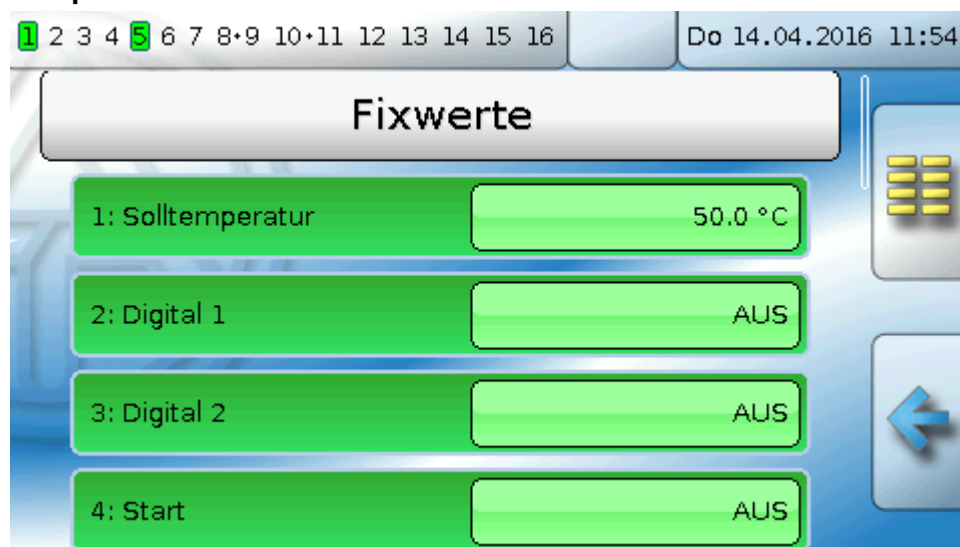 1 2 3 4 5 6 7 8·9 10·11 12 13 14 15 16
Do 14.04.2016 11:54
Fixwerte
1: Solltemperatur 50.0 °C
2: Digital 1 AUS
3: Digital 2 AUS
4: Start AUS